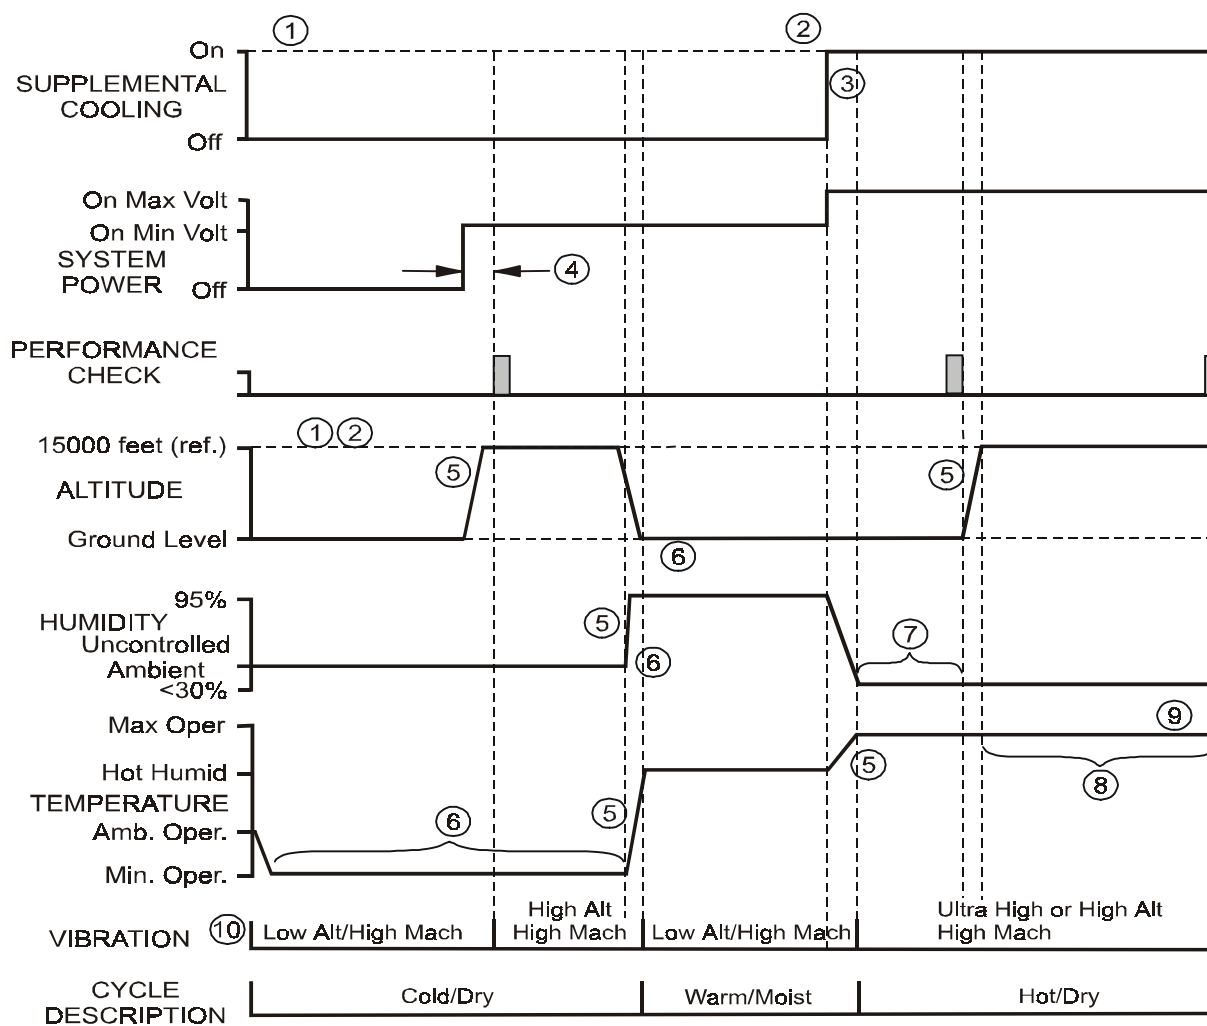 ① ②
On
SUPPLEMENTAL
COOLING
③
Off
On Max Volt
On Min Volt
SYSTEM
POWER
④
Off
PERFORMANCE
CHECK
15000 feet (ref.)
① ②
⑤ ⑤
ALTITUDE
Ground Level
⑥
95%
HUMIDITY
⑤ ⑦
Uncontrolled
Ambient
⑥
<30%
Max Oper
⑨
Hot Humid
⑤ ⑧
TEMPERATURE
⑥ ⑤
Amb. Oper.
Min. Oper.
VIBRATION
⑩
Low Alt/High Mach
High Alt
High Mach
Low Alt/High Mach
Ultra High or High Alt
High Mach
CYCLE
DESCRIPTION
Cold/Dry
Warm/Moist
Hot/Dry